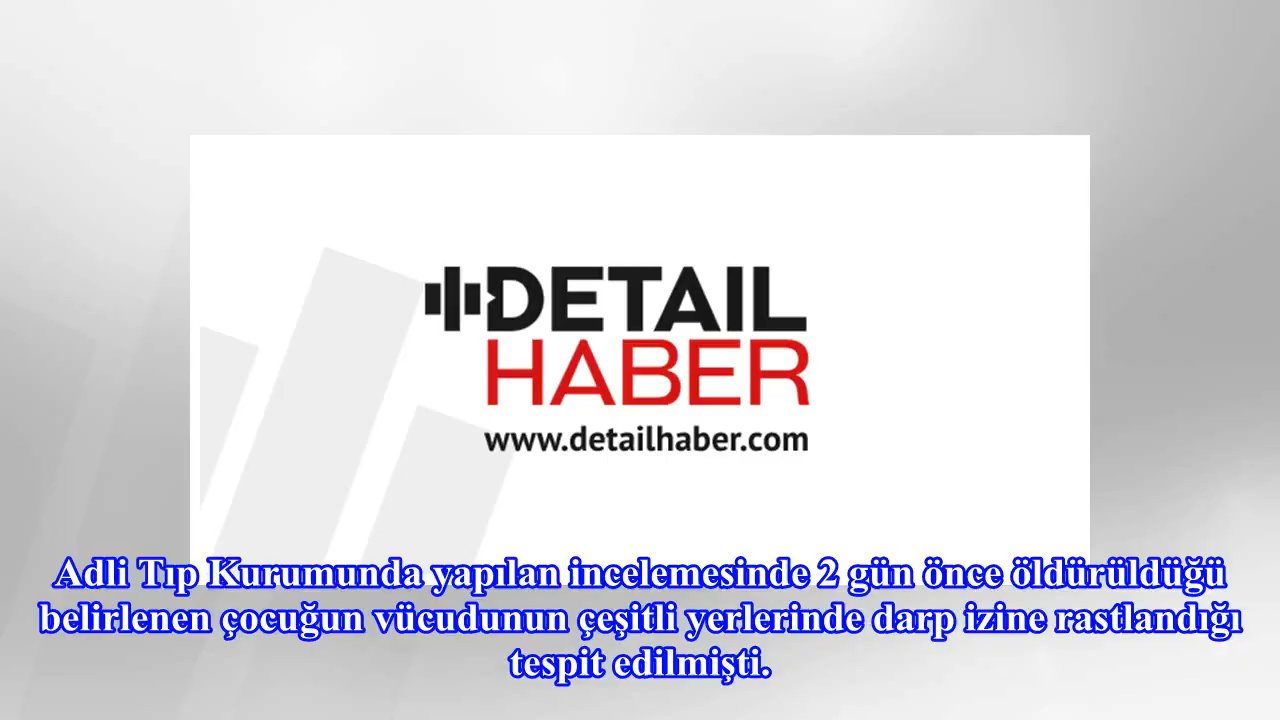 DETAIL
HABER
www.detailhaber.com
Adli Tıp Kurumunda yapılan incelemesinde 2 gün önce öldürüldüğü
belirlenen çocuğun vücudunun çeşitli yerlerinde darp izine rastlandığı
tespit edilmişti.